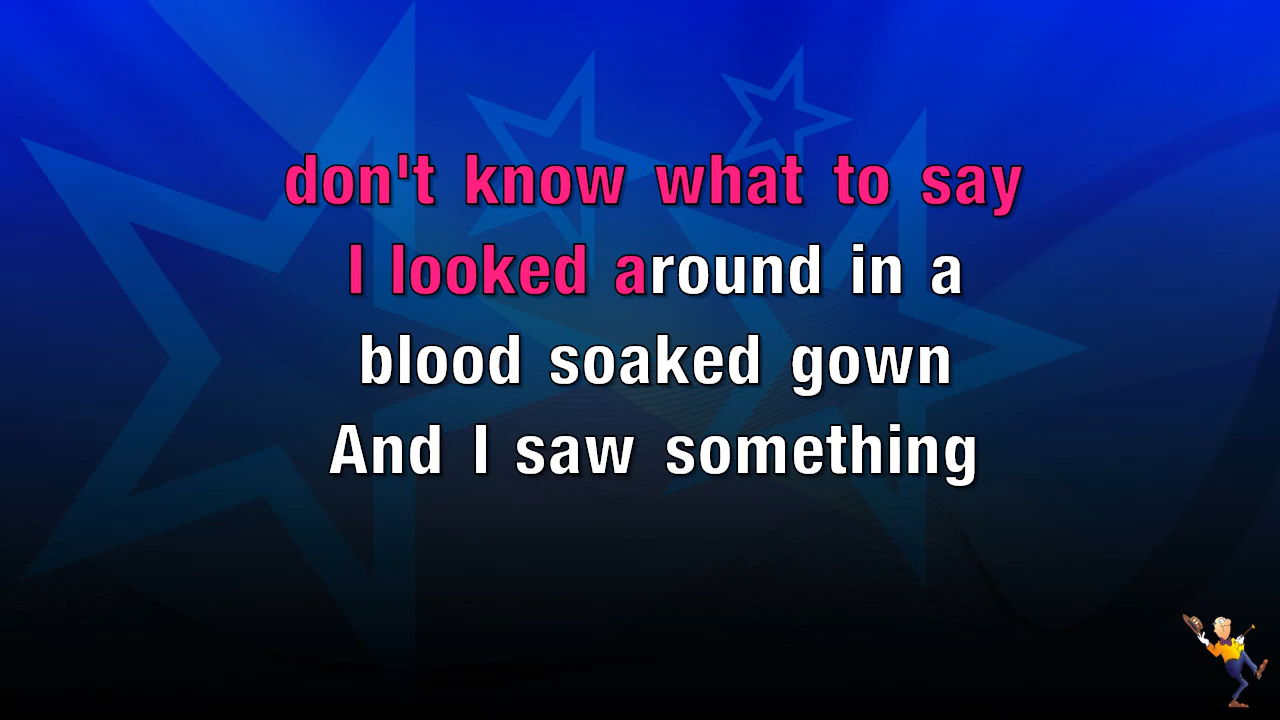 don't know what to say
I looked around in a
blood soaked gown
And I saw something